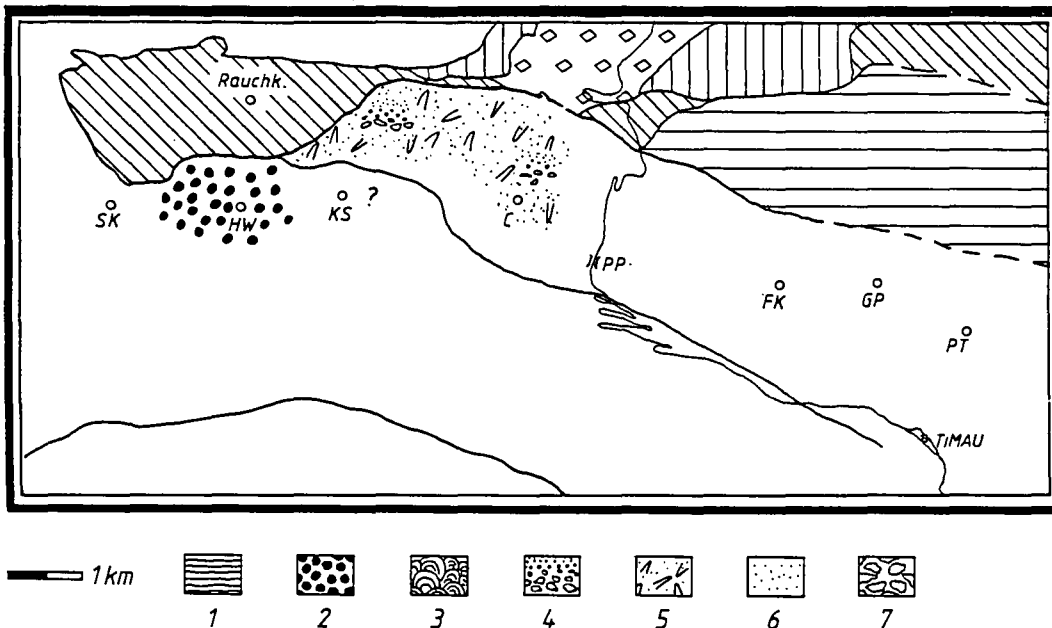 Rauchk.
SK
HW
KS ?
C
PP.
FK
GP
PT
TIMAU
1km
1 2 3 4 5 6 7